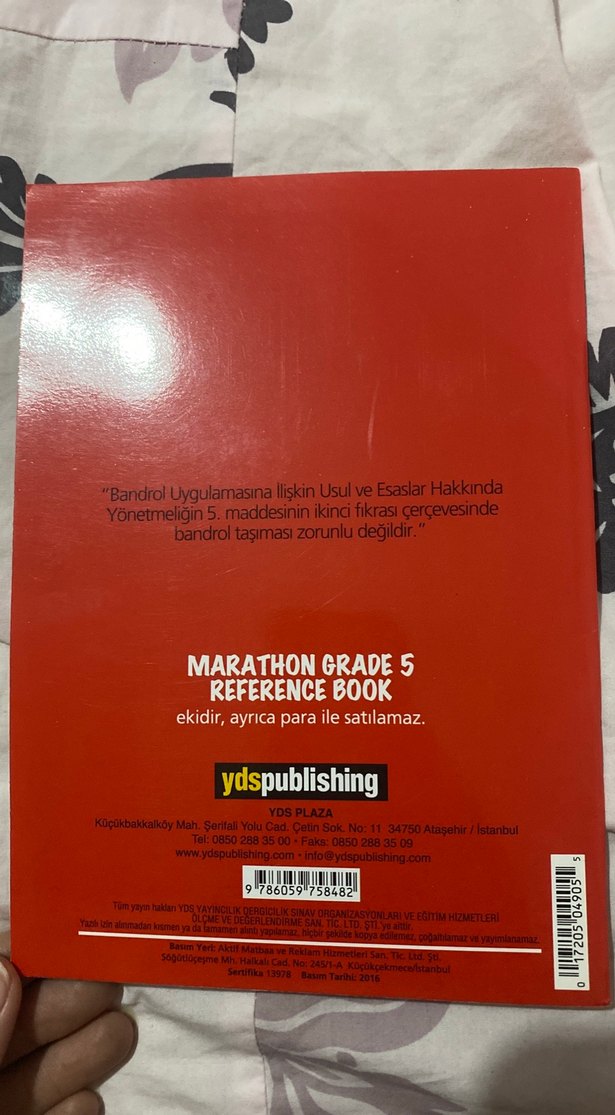 “Bandrol Uygulamasına İlişkin Usul ve Esaslar Hakkında
Yönetmeliğin 5. maddesinin ikinci fıkrası çerçevesinde
bandrol taşıması zorunlu değildir.”
MARATHON GRADE 5
REFERENCE BOOK
ekidir, ayrıca para ile satılamaz.
ydspublishing
YDS PLAZA
Küçükbakkalköy Mah. Şerifali Yolu Cad. Çetin Sok. No: 11 34750 Ataşehir / İstanbul
Tel: 0850 288 35 00 • Faks: 0850 288 35 09
www.ydspublishing.com • info@ydspublishing.com
9 786059 758482
Tüm yayın hakları YDS YAYINCILIK DERGİCİLİK SINAV ORGANİZASYONLARI VE EĞİTİM HİZMETLERİ
ÖLÇME VE DEĞERLENDİRME SAN. TİC. LTD. ŞTİ.'ye aittir.
Yazılı izin alınmadan kısmen ya da tamamen alıntı yapılamaz, hiçbir şekilde kopya edilemez, çoğaltılamaz ve yayımlanamaz.
Basım Yeri: Aktif Matbaa ve Reklam Hizmetleri San. Tic. Ltd. Şti.
Söğütlüçeşme Mh. Halkalı Cad. No: 245/1-A Küçükçekmece/İstanbul
Sertifika 13978 Basım Tarihi: 2016
0 17205 04905 5